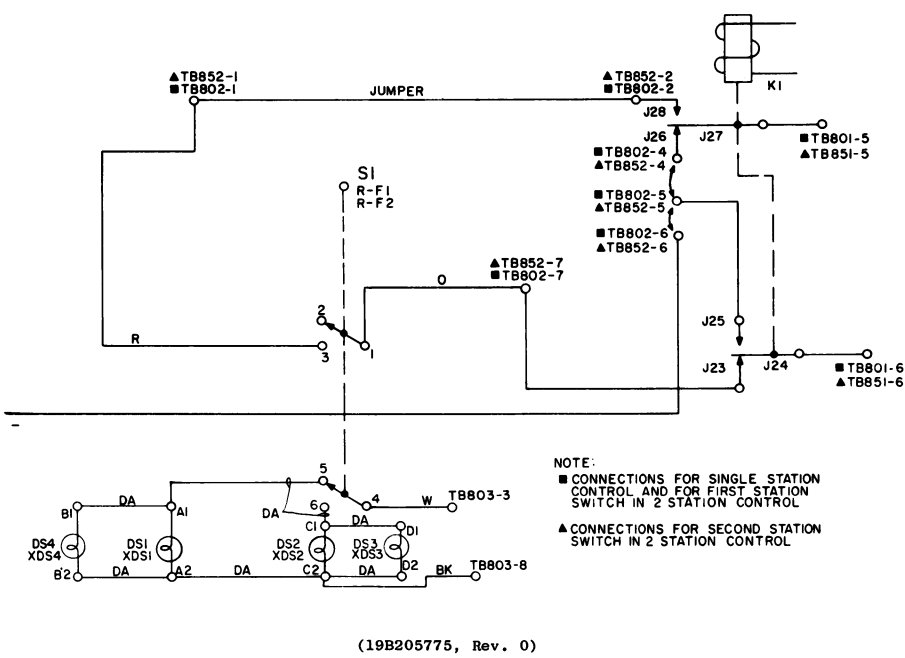 ▲TB852-1
■TB802-1
JUMPER
▲TB852-2
■TB802-2
K1
J28
J26
J27
■TB801-5
▲TB851-5
■TB802-4
▲TB852-4
S1
R-F1
R-F2
■TB802-5
▲TB852-5
■TB802-6
▲TB852-6
▲TB852-7
■TB802-7
O
2
3
1
R
J25
J23
J24
■TB801-6
▲TB851-6
5
6
4
W
TB803-3
DA
B1
DA
A1
C1
DA
D1
DS4
XDS4
DS1
XDS1
DS2
XDS2
DS3
XDS3
B2
DA
A2
DA
C2
DA
D2
BK
TB803-8
NOTE:
■ CONNECTIONS FOR SINGLE STATION
CONTROL AND FOR FIRST STATION
SWITCH IN 2 STATION CONTROL
▲ CONNECTIONS FOR SECOND STATION
SWITCH IN 2 STATION CONTROL
(19B205775, Rev. 0)